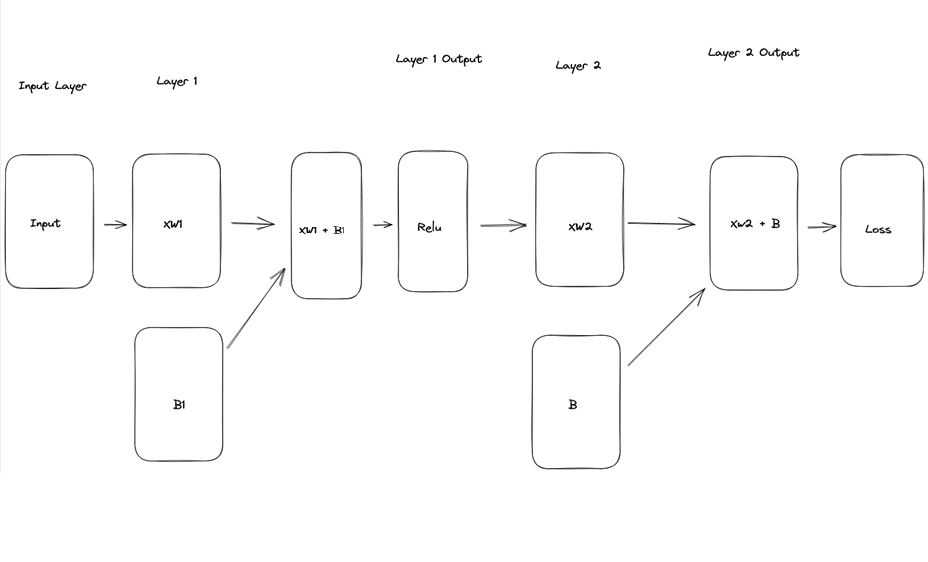 Input Layer
Layer 1
Layer 1 Output
Layer 2
Layer 2 Output
Input
XW1
XW1 + B1
Relu
XW2
XW2 + B
Loss
B1
B